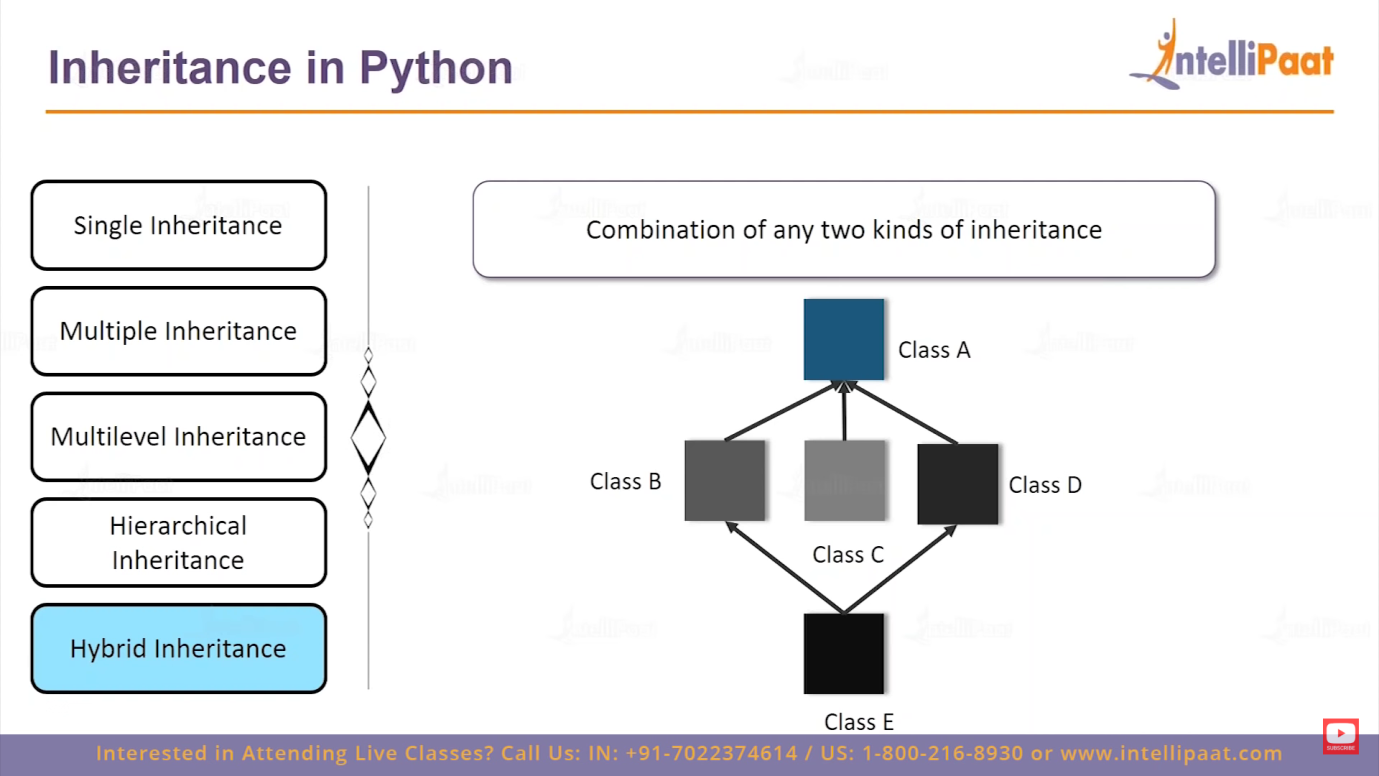 Inheritance in Python
IntelliPaat
Single Inheritance
Multiple Inheritance
Multilevel Inheritance
Hierarchical
Inheritance
Hybrid Inheritance
Combination of any two kinds of inheritance
Class A
Class B
Class C
Class D
Class E
SUBSCRIBE
Interested in Attending Live Classes? Call Us: IN: +91-7022374614 / US: 1-800-216-8930 or www.intellipaat.com